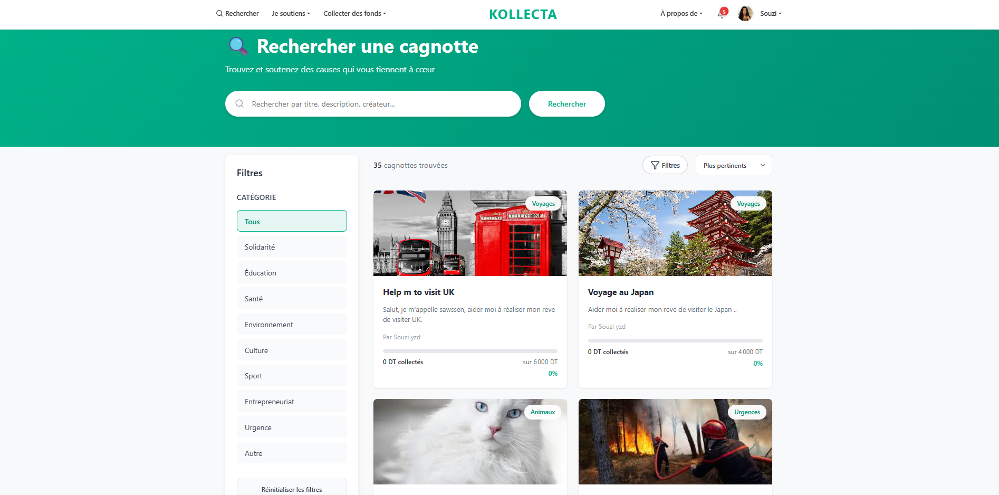 Rechercher
Je soutiens
Collecter des fonds
KOLLECTA
À propos de
5
Souzi
Rechercher une cagnotte
Trouvez et soutenez des causes qui vous tiennent à cœur
Rechercher par titre, description, créateur...
Rechercher
Filtres
CATÉGORIE
Tous
Solidarité
Éducation
Santé
Environnement
Culture
Sport
Entrepreneuriat
Urgence
Autre
Réinitialiser les filtres
35 cagnottes trouvées
Filtres
Plus pertinents
Voyages
TELEPHONE
Help m to visit UK
Salut, je m'appelle sawssen, aider moi à réaliser mon reve
de visiter UK.
Par Souzi yzd
0 DT collectés
sur 6 000 DT
0%
Voyages
Voyage au Japan
Aider moi à réaliser mon reve de visiter le Japan ..
Par Souzi yzd
0 DT collectés
sur 4 000 DT
0%
Animaux
Urgences